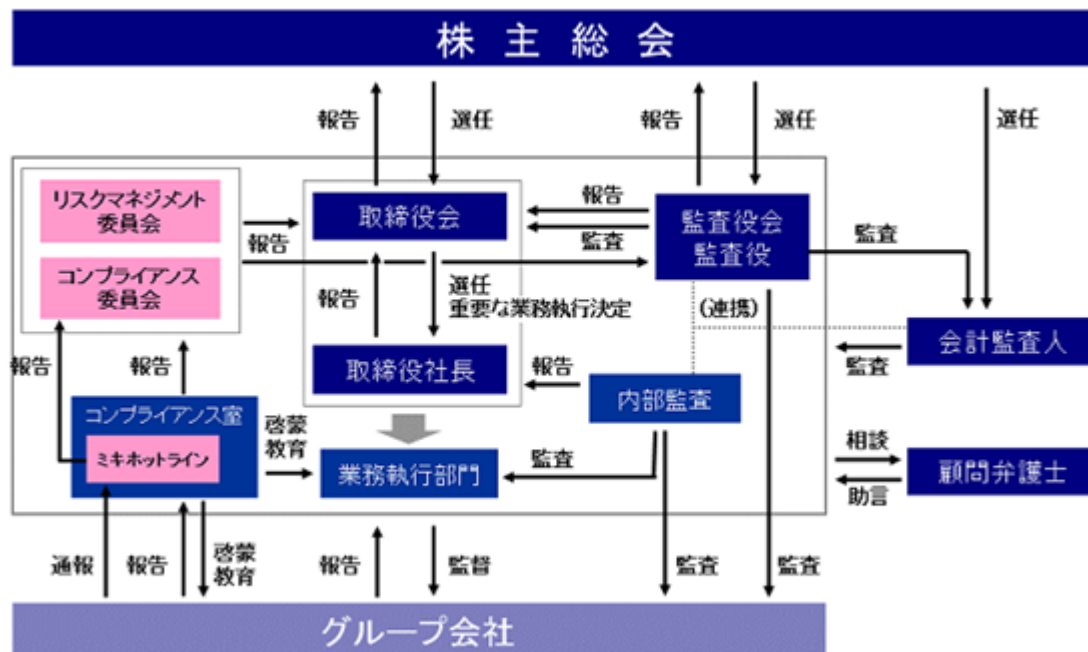 株主総会
報告
選任
報告
選任
選任
リスクマネジメント
委員会
コンプライアンス
委員会
報告
取締役会
報告
選任
重要な業務執行決定
取締役社長
報告
監査
監査役会
監査役
監査
(連携)
会計監査人
監査
報告
内部監査
報告
報告
コンプライアンス室
ミキホットライン
啓蒙
教育
業務執行部門
監査
相談
顧問弁護士
助言
通報
報告
啓蒙
教育
報告
監督
監査
監査
グループ会社